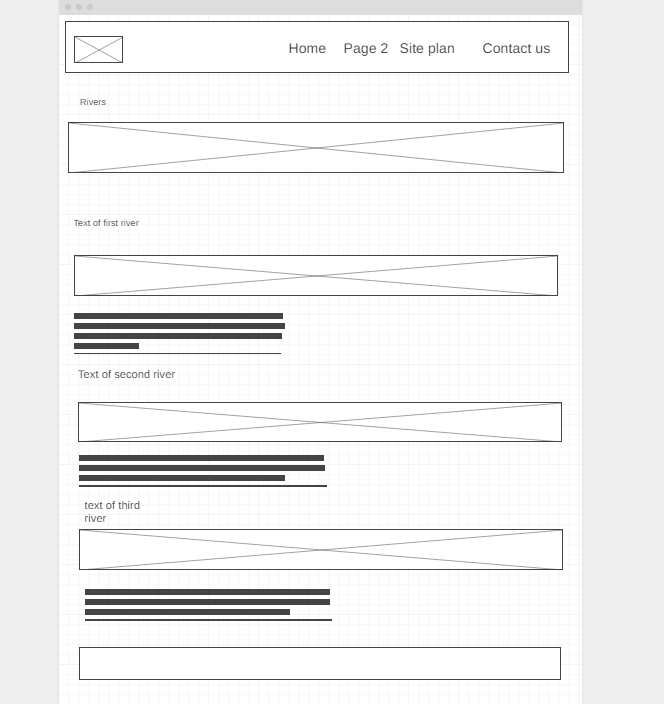 Home Page 2 Site plan Contact us
Rivers
Text of first river
Text of second river
text of third
river